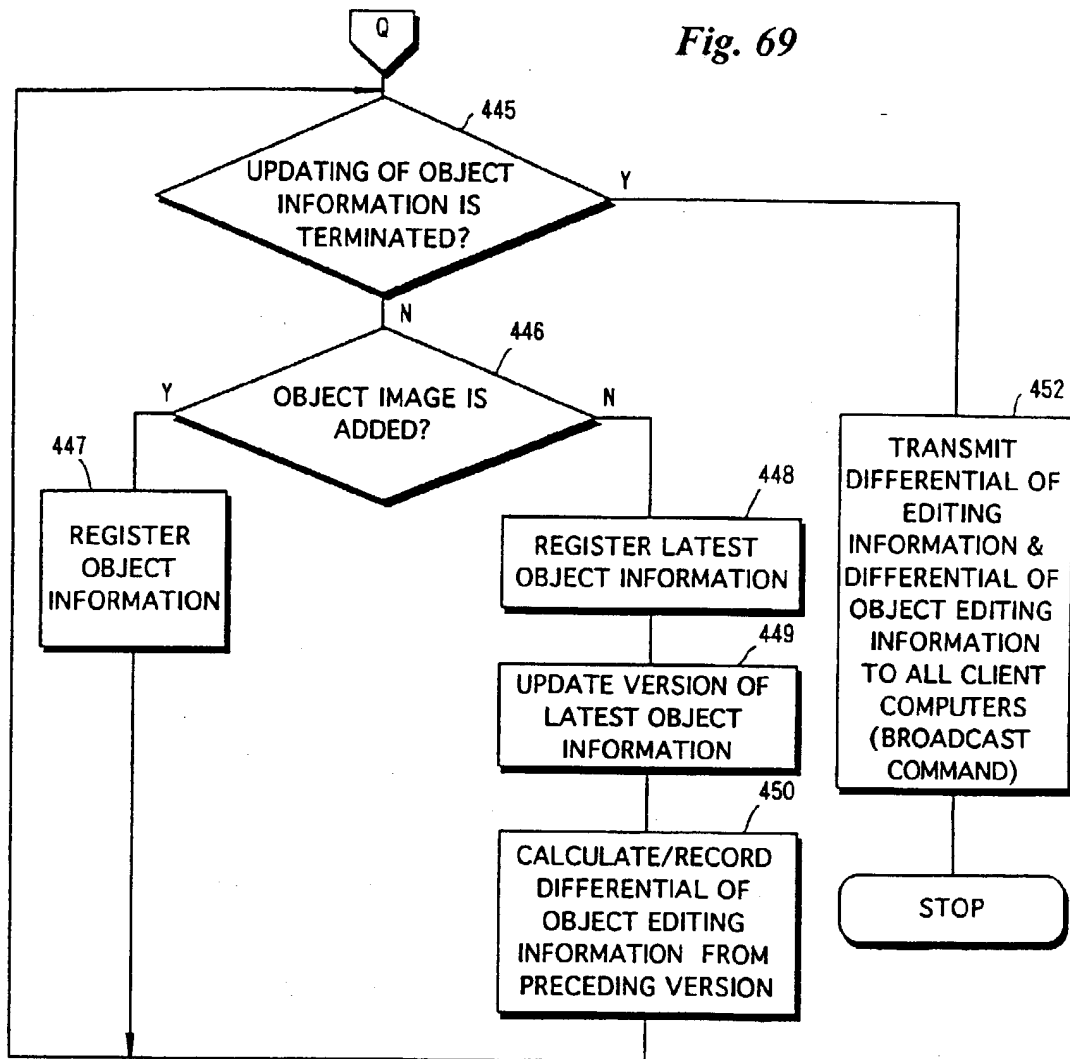 Q
Fig. 69
445
UPDATING OF OBJECT
INFORMATION IS
TERMINATED?
Y
N
446
OBJECT IMAGE IS
ADDED?
Y
N
447
REGISTER
OBJECT
INFORMATION
448
REGISTER LATEST
OBJECT INFORMATION
449
UPDATE VERSION OF
LATEST OBJECT
INFORMATION
450
CALCULATE/RECORD
DIFFERENTIAL OF
OBJECT EDITING
INFORMATION FROM
PRECEDING VERSION
452
TRANSMIT
DIFFERENTIAL OF
EDITING
INFORMATION &
DIFFERENTIAL OF
OBJECT EDITING
INFORMATION
TO ALL CLIENT
COMPUTERS
(BROADCAST
COMMAND)
STOP